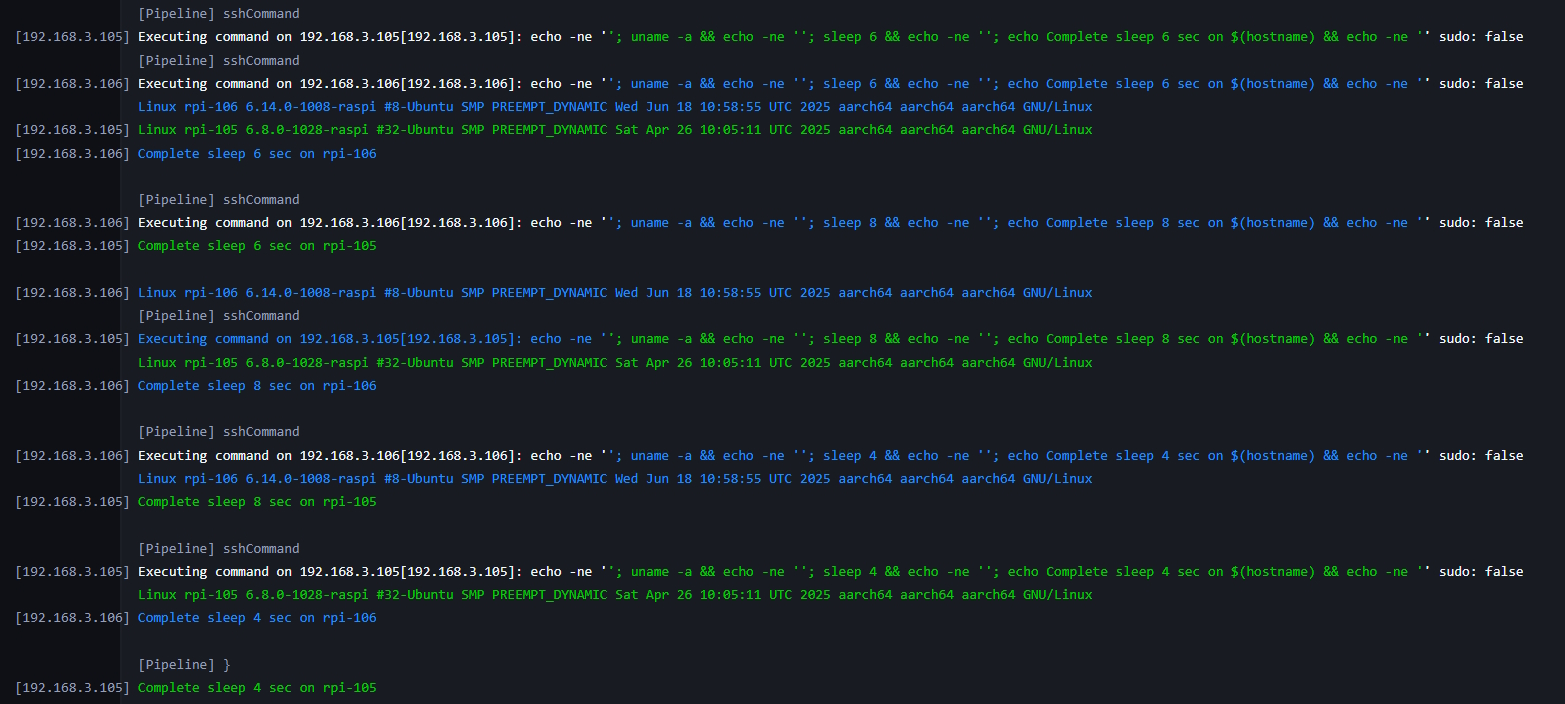 [Pipeline] sshCommand
[192.168.3.105] Executing command on 192.168.3.105[192.168.3.105]: echo -ne ''; uname -a && echo -ne ''; sleep 6 && echo -ne ''; echo Complete sleep 6 sec on $(hostname) && echo -ne '' sudo: false
[Pipeline] sshCommand
[192.168.3.106] Executing command on 192.168.3.106[192.168.3.106]: echo -ne ''; uname -a && echo -ne ''; sleep 6 && echo -ne ''; echo Complete sleep 6 sec on $(hostname) && echo -ne '' sudo: false
Linux rpi-106 6.14.0-1008-raspi #8-Ubuntu SMP PREEMPT_DYNAMIC Wed Jun 18 10:58:55 UTC 2025 aarch64 aarch64 aarch64 GNU/Linux
[192.168.3.105] Linux rpi-105 6.8.0-1028-raspi #32-Ubuntu SMP PREEMPT_DYNAMIC Sat Apr 26 10:05:11 UTC 2025 aarch64 aarch64 aarch64 GNU/Linux
[192.168.3.106] Complete sleep 6 sec on rpi-106
[Pipeline] sshCommand
[192.168.3.106] Executing command on 192.168.3.106[192.168.3.106]: echo -ne ''; uname -a && echo -ne ''; sleep 8 && echo -ne ''; echo Complete sleep 8 sec on $(hostname) && echo -ne '' sudo: false
[192.168.3.105] Complete sleep 6 sec on rpi-105
[192.168.3.106] Linux rpi-106 6.14.0-1008-raspi #8-Ubuntu SMP PREEMPT_DYNAMIC Wed Jun 18 10:58:55 UTC 2025 aarch64 aarch64 aarch64 GNU/Linux
[Pipeline] sshCommand
[192.168.3.105] Executing command on 192.168.3.105[192.168.3.105]: echo -ne ''; uname -a && echo -ne ''; sleep 8 && echo -ne ''; echo Complete sleep 8 sec on $(hostname) && echo -ne '' sudo: false
Linux rpi-105 6.8.0-1028-raspi #32-Ubuntu SMP PREEMPT_DYNAMIC Sat Apr 26 10:05:11 UTC 2025 aarch64 aarch64 aarch64 GNU/Linux
[192.168.3.106] Complete sleep 8 sec on rpi-106
[Pipeline] sshCommand
[192.168.3.106] Executing command on 192.168.3.106[192.168.3.106]: echo -ne ''; uname -a && echo -ne ''; sleep 4 && echo -ne ''; echo Complete sleep 4 sec on $(hostname) && echo -ne '' sudo: false
Linux rpi-106 6.14.0-1008-raspi #8-Ubuntu SMP PREEMPT_DYNAMIC Wed Jun 18 10:58:55 UTC 2025 aarch64 aarch64 aarch64 GNU/Linux
[192.168.3.105] Complete sleep 8 sec on rpi-105
[Pipeline] sshCommand
[192.168.3.105] Executing command on 192.168.3.105[192.168.3.105]: echo -ne ''; uname -a && echo -ne ''; sleep 4 && echo -ne ''; echo Complete sleep 4 sec on $(hostname) && echo -ne '' sudo: false
Linux rpi-105 6.8.0-1028-raspi #32-Ubuntu SMP PREEMPT_DYNAMIC Sat Apr 26 10:05:11 UTC 2025 aarch64 aarch64 aarch64 GNU/Linux
[192.168.3.106] Complete sleep 4 sec on rpi-106
[Pipeline] }
[192.168.3.105] Complete sleep 4 sec on rpi-105